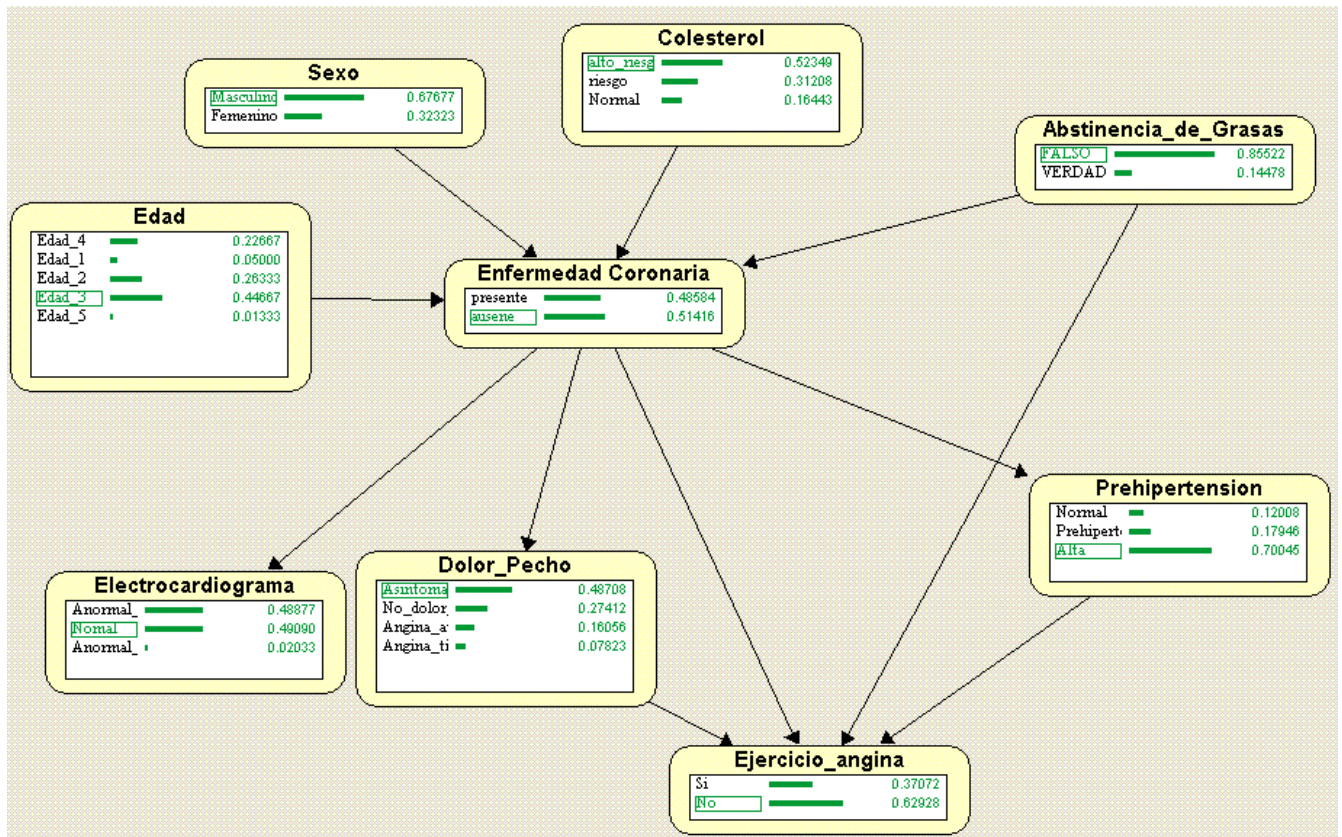 Colesterol
alto_riesg 0.52349
riesgo 0.31208
Normal 0.16443
Sexo
Masculino 0.67677
Femenino 0.32323
Abstinencia_de_Grasas
FALSO 0.85522
VERDAD 0.14478
Edad
Edad_4 0.22667
Edad_1 0.05000
Edad_2 0.26333
Edad_3 0.44667
Edad_5 0.01333
Enfermedad Coronaria
presente 0.48584
ausene 0.51416
Prehipertension
Normal 0.12008
Prehiperti 0.17946
Alta 0.70045
Electrocardiograma
Anormal_ 0.48877
Nomal 0.49090
Anormal_ 0.02033
Dolor_Pecho
Asintoma 0.48708
No_dolor_ 0.27412
Angina_a 0.16056
Angina_ti 0.07823
Ejercicio_angina
Si 0.37072
No 0.62928